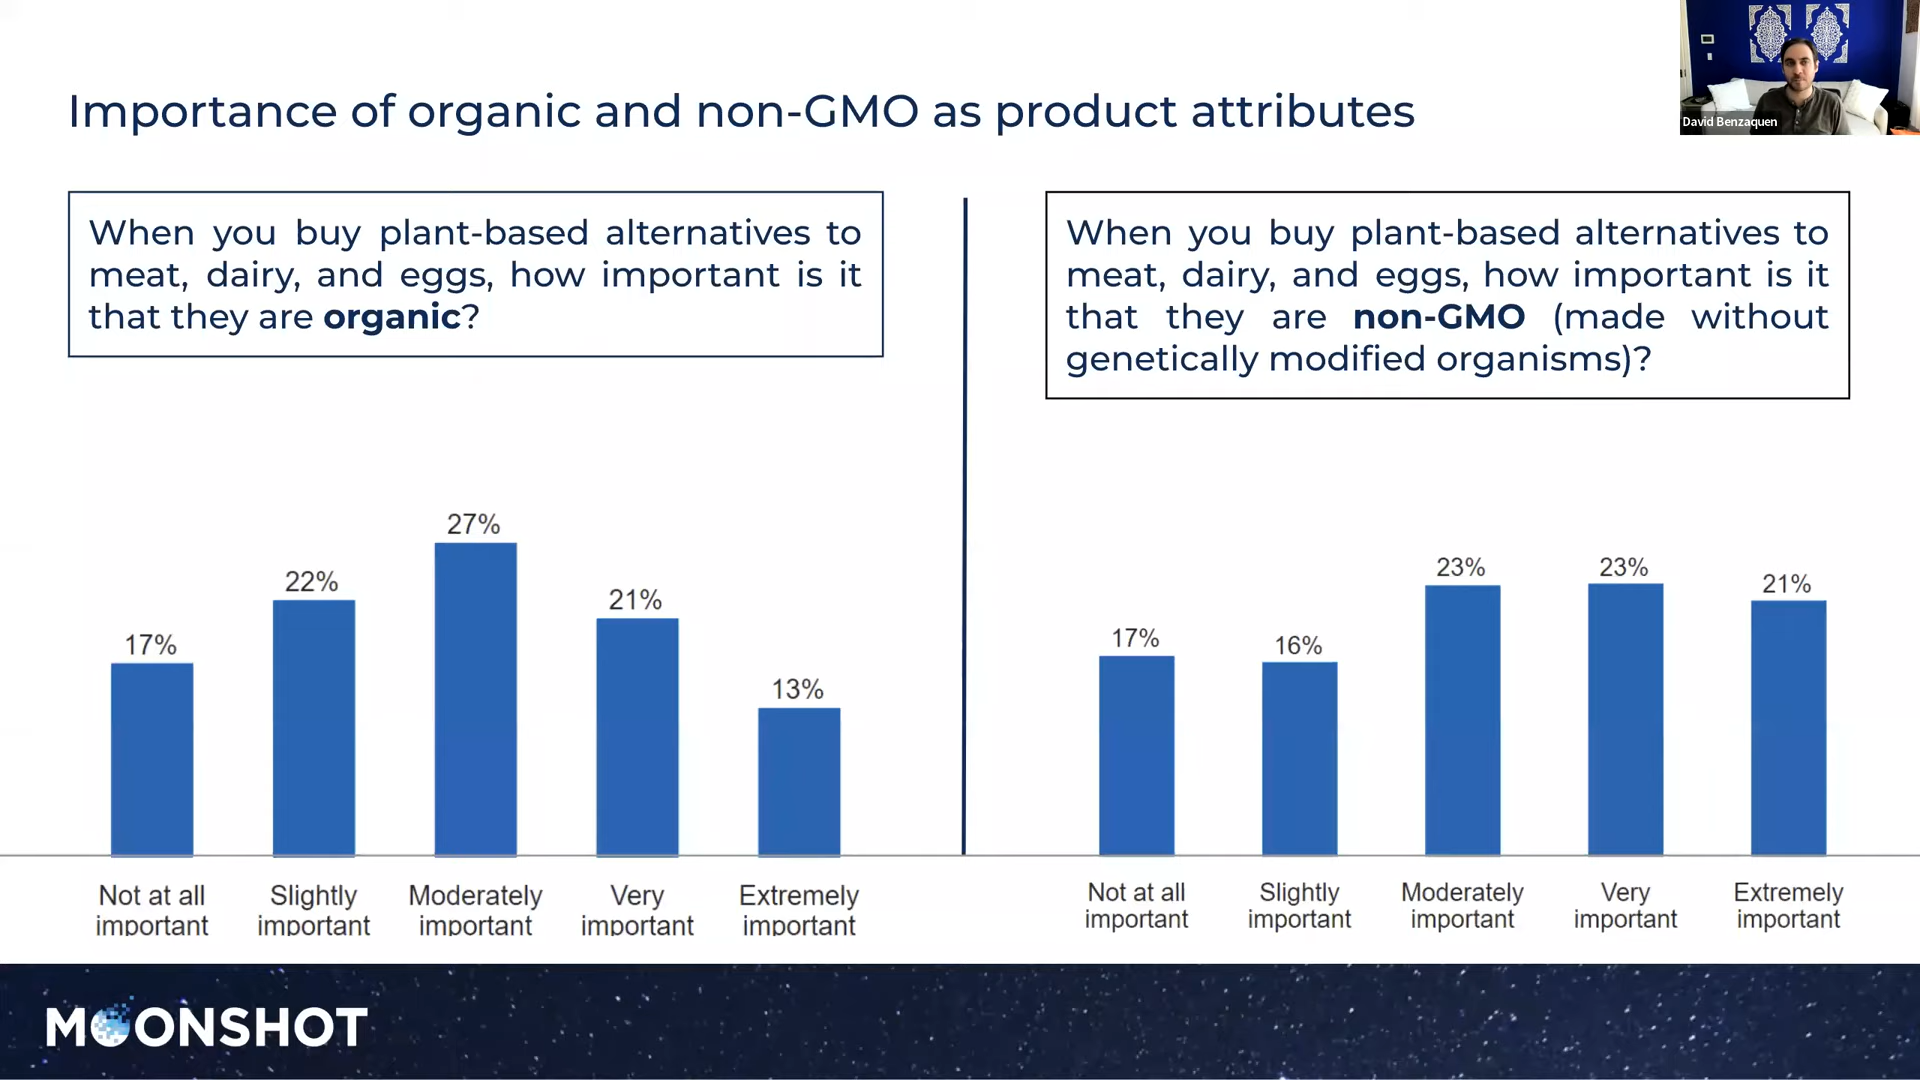 Importance of organic and non-GMO as product attributes
David Benzaquen
When you buy plant-based alternatives to
meat, dairy, and eggs, how important is it
that they are organic?
27%
22%
21%
17%
13%
Not at all
important
Slightly
important
Moderately
important
Very
important
Extremely
important
When you buy plant-based alternatives to
meat, dairy, and eggs, how important is it
that they are non-GMO (made without
genetically modified organisms)?
23%
23%
21%
17%
16%
Not at all
important
Slightly
important
Moderately
important
Very
important
Extremely
important
MOONSHOT